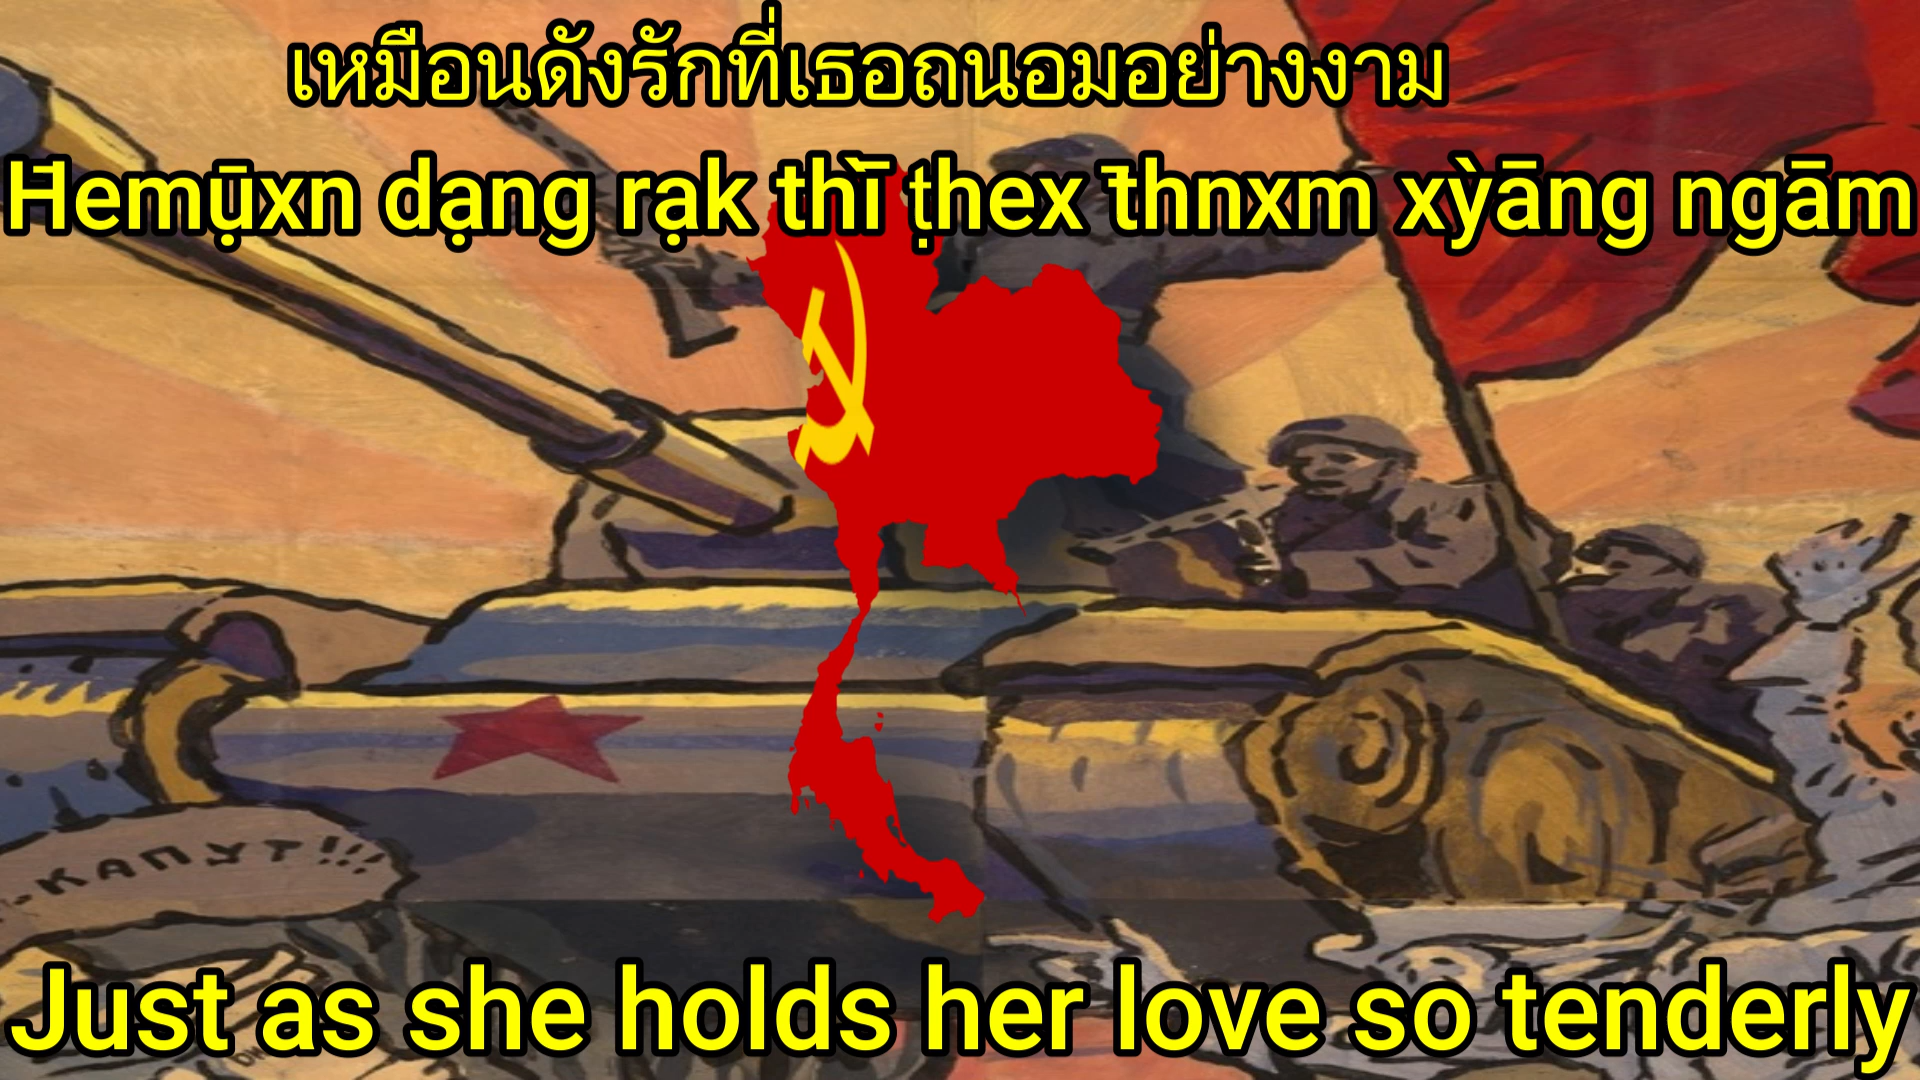 เหมือนดังรักที่เธอถนอมอย่างงาม
H̄emụ̄xn dạng rạk thī̀ ṭhex t̄hnxm xỳāng ngām
-КАПУТ!!!
Just as she holds her love so tenderly